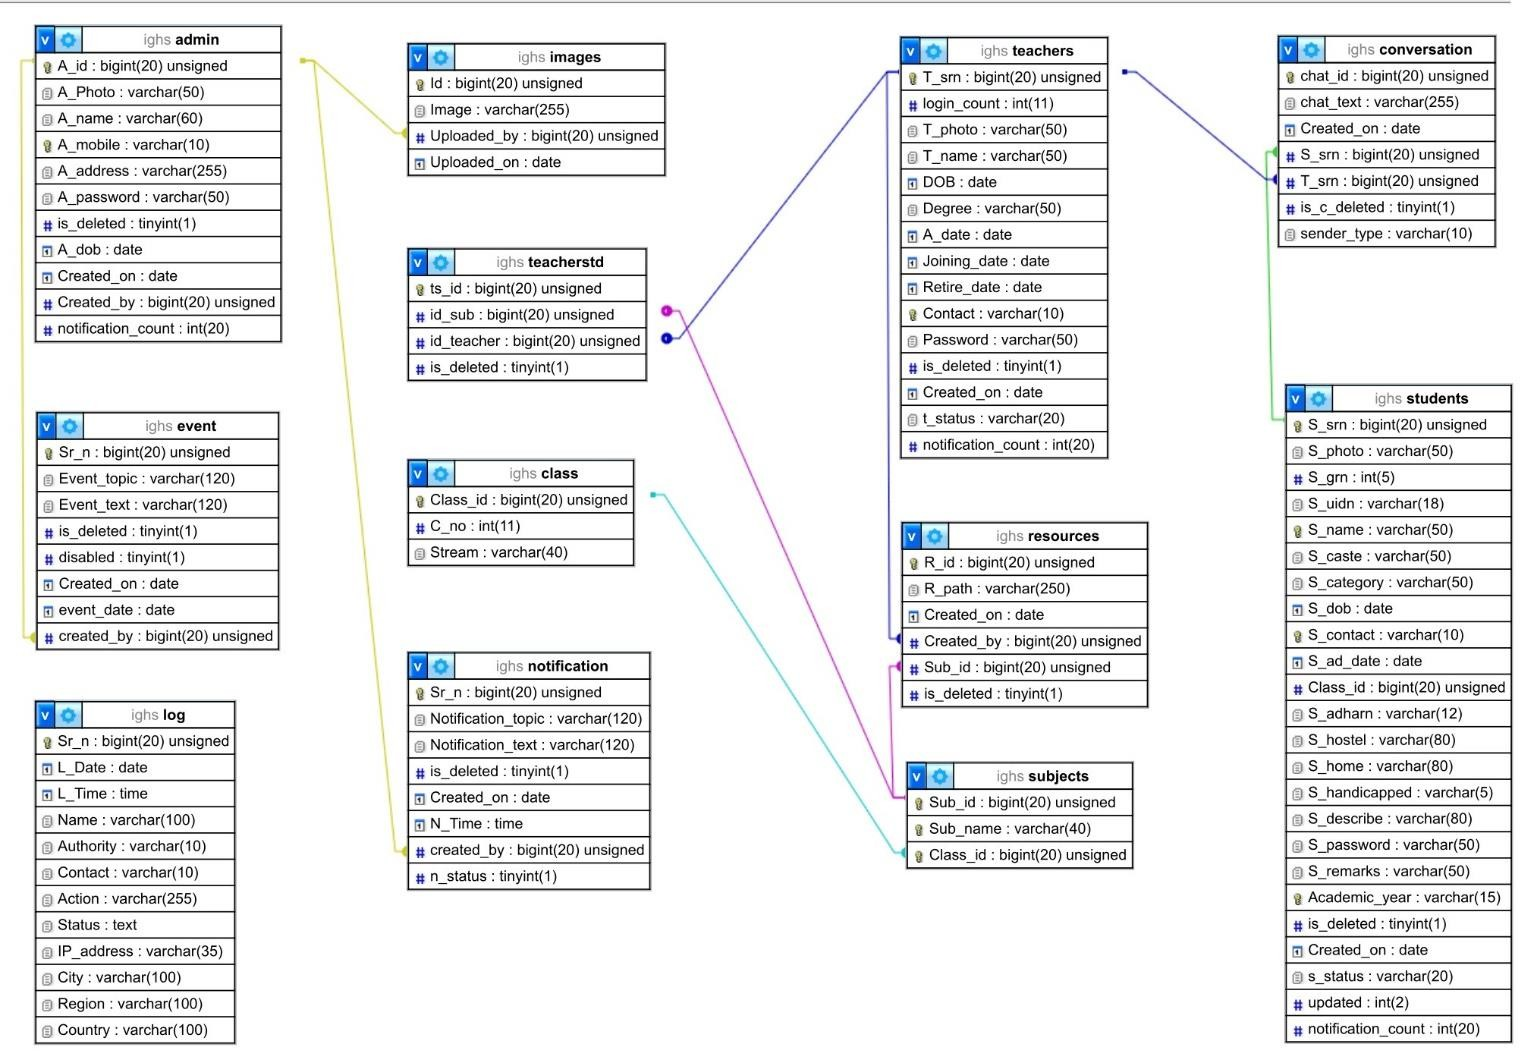 v ighs admin
A_id : bigint(20) unsigned
A_Photo : varchar(50)
A_name : varchar(60)
A_mobile : varchar(10)
A_address : varchar(255)
A_password : varchar(50)
# is_deleted : tinyint(1)
A_dob : date
Created_on : date
# Created_by : bigint(20) unsigned
# notification_count : int(20)
v ighs event
Sr_n : bigint(20) unsigned
Event_topic : varchar(120)
Event_text : varchar(120)
# is_deleted : tinyint(1)
# disabled : tinyint(1)
Created_on : date
event_date : date
# created_by : bigint(20) unsigned
v ighs log
Sr_n : bigint(20) unsigned
L_Date : date
L_Time : time
Name : varchar(100)
Authority : varchar(10)
Contact : varchar(10)
Action : varchar(255)
Status : text
IP_address : varchar(35)
City : varchar(100)
Region : varchar(100)
Country : varchar(100)
v ighs images
Id : bigint(20) unsigned
Image : varchar(255)
# Uploaded_by : bigint(20) unsigned
Uploaded_on : date
v ighs teacherstd
ts_id : bigint(20) unsigned
# id_sub : bigint(20) unsigned
# id_teacher : bigint(20) unsigned
# is_deleted : tinyint(1)
v ighs class
Class_id : bigint(20) unsigned
# C_no : int(11)
Stream : varchar(40)
v ighs notification
Sr_n : bigint(20) unsigned
Notification_topic : varchar(120)
Notification_text : varchar(120)
# is_deleted : tinyint(1)
Created_on : date
N_Time : time
# created_by : bigint(20) unsigned
# n_status : tinyint(1)
v ighs teachers
T_srn : bigint(20) unsigned
# login_count : int(11)
T_photo : varchar(50)
T_name : varchar(50)
DOB : date
Degree : varchar(50)
A_date : date
Joining_date : date
Retire_date : date
Contact : varchar(10)
Password : varchar(50)
# is_deleted : tinyint(1)
Created_on : date
t_status : varchar(20)
# notification_count : int(20)
v ighs resources
R_id : bigint(20) unsigned
R_path : varchar(250)
Created_on : date
# Created_by : bigint(20) unsigned
# Sub_id : bigint(20) unsigned
# is_deleted : tinyint(1)
v ighs subjects
Sub_id : bigint(20) unsigned
Sub_name : varchar(40)
Class_id : bigint(20) unsigned
v ighs conversation
chat_id : bigint(20) unsigned
chat_text : varchar(255)
Created_on : date
# S_srn : bigint(20) unsigned
# T_srn : bigint(20) unsigned
# is_c_deleted : tinyint(1)
sender_type : varchar(10)
v ighs students
S_srn : bigint(20) unsigned
S_photo : varchar(50)
# S_grn : int(5)
S_uidn : varchar(18)
S_name : varchar(50)
S_caste : varchar(50)
S_category : varchar(50)
S_dob : date
S_contact : varchar(10)
S_ad_date : date
# Class_id : bigint(20) unsigned
S_adharn : varchar(12)
S_hostel : varchar(80)
S_home : varchar(80)
S_handicapped : varchar(5)
S_describe : varchar(80)
S_password : varchar(50)
S_remarks : varchar(50)
Academic_year : varchar(15)
# is_deleted : tinyint(1)
Created_on : date
s_status : varchar(20)
# updated : int(2)
# notification_count : int(20)